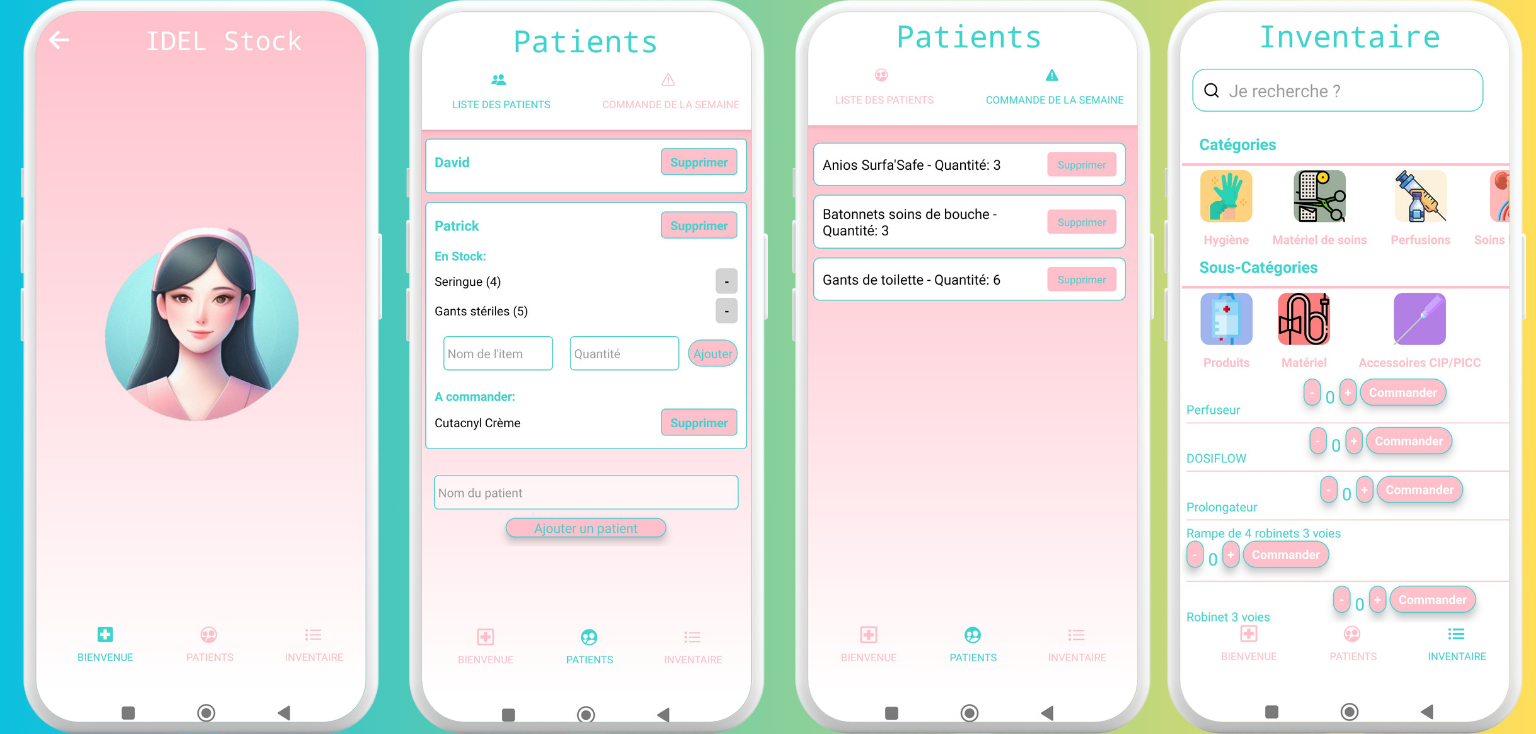 IDEL Stock
BIENVENUE
PATIENTS
INVENTAIRE
Patients
LISTE DES PATIENTS
COMMANDE DE LA SEMAINE
David
Supprimer
Patrick
Supprimer
En Stock:
Seringue (4)
-
Gants stériles (5)
-
Nom de l'item
Quantité
Ajouter
A commander:
Cutacnyl Crème
Supprimer
Nom du patient
Ajouter un patient
BIENVENUE
PATIENTS
INVENTAIRE
Patients
LISTE DES PATIENTS
COMMANDE DE LA SEMAINE
Anios Surfa'Safe - Quantité: 3
Supprimer
Batonnets soins de bouche -
Quantité: 3
Supprimer
Gants de toilette - Quantité: 6
Supprimer
BIENVENUE
PATIENTS
INVENTAIRE
Inventaire
Je recherche ?
Catégories
Hygiène
Matériel de soins
Perfusions
Soins
Sous-Catégories
Produits
Matériel
Accessoires CIP/PICC
Perfuseur
- 0 + Commander
DOSIFLOW
- 0 + Commander
Prolongateur
- 0 + Commander
Rampe de 4 robinets 3 voies
- 0 + Commander
Robinet 3 voies
- 0 + Commander
BIENVENUE
PATIENTS
INVENTAIRE